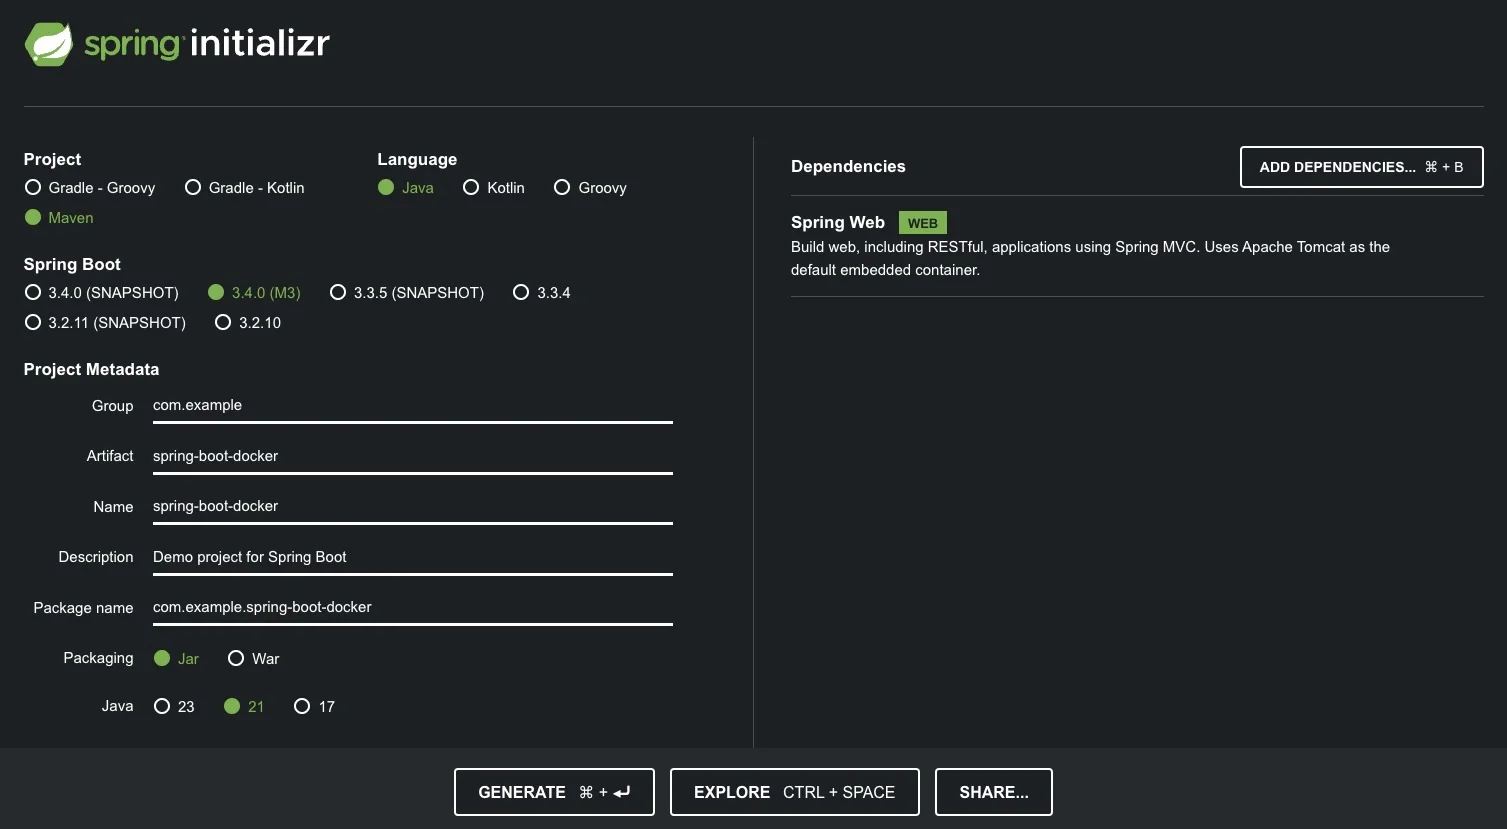 spring initializr
Project
Gradle - Groovy Gradle - Kotlin
Maven
Language
Java Kotlin Groovy
Spring Boot
3.4.0 (SNAPSHOT) 3.4.0 (M3) 3.3.5 (SNAPSHOT) 3.3.4
3.2.11 (SNAPSHOT) 3.2.10
Project Metadata
Group com.example
Artifact spring-boot-docker
Name spring-boot-docker
Description Demo project for Spring Boot
Package name com.example.spring-boot-docker
Packaging Jar War
Java 23 21 17
Dependencies ADD DEPENDENCIES... ⌘ + B
Spring Web WEB
Build web, including RESTful, applications using Spring MVC. Uses Apache Tomcat as the
default embedded container.
GENERATE ⌘ + ⏎ EXPLORE CTRL + SPACE SHARE...